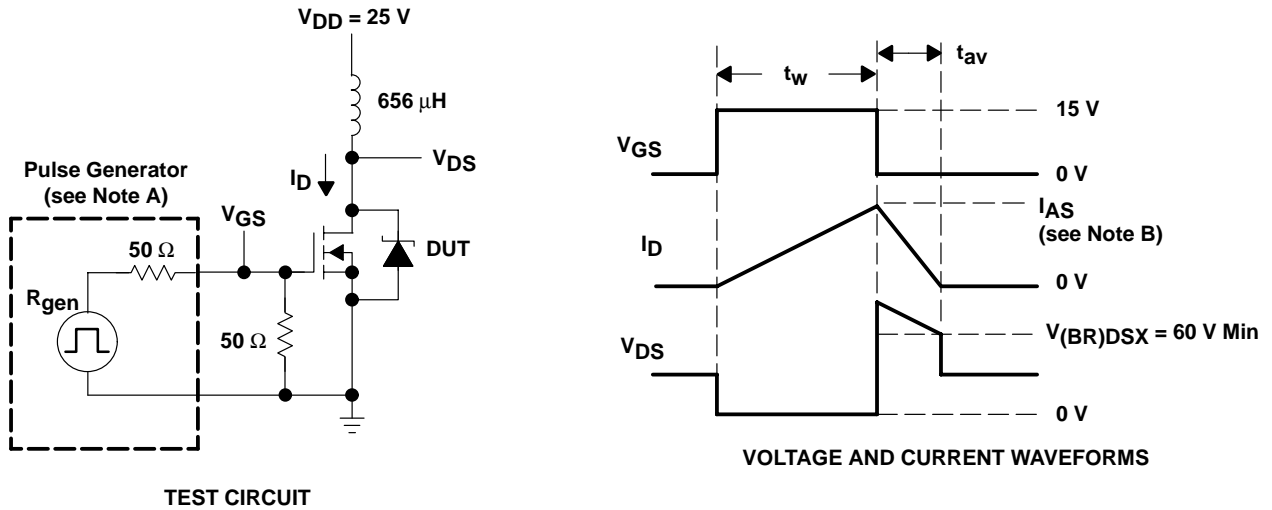 VDD = 25 V
656 μH
VDS
ID
Pulse Generator
(see Note A)
VGS
50 Ω
DUT
Rgen
50 Ω
TEST CIRCUIT
tw
tav
15 V
VGS
0 V
IAS
(see Note B)
ID
0 V
V(BR)DSX = 60 V Min
VDS
0 V
VOLTAGE AND CURRENT WAVEFORMS